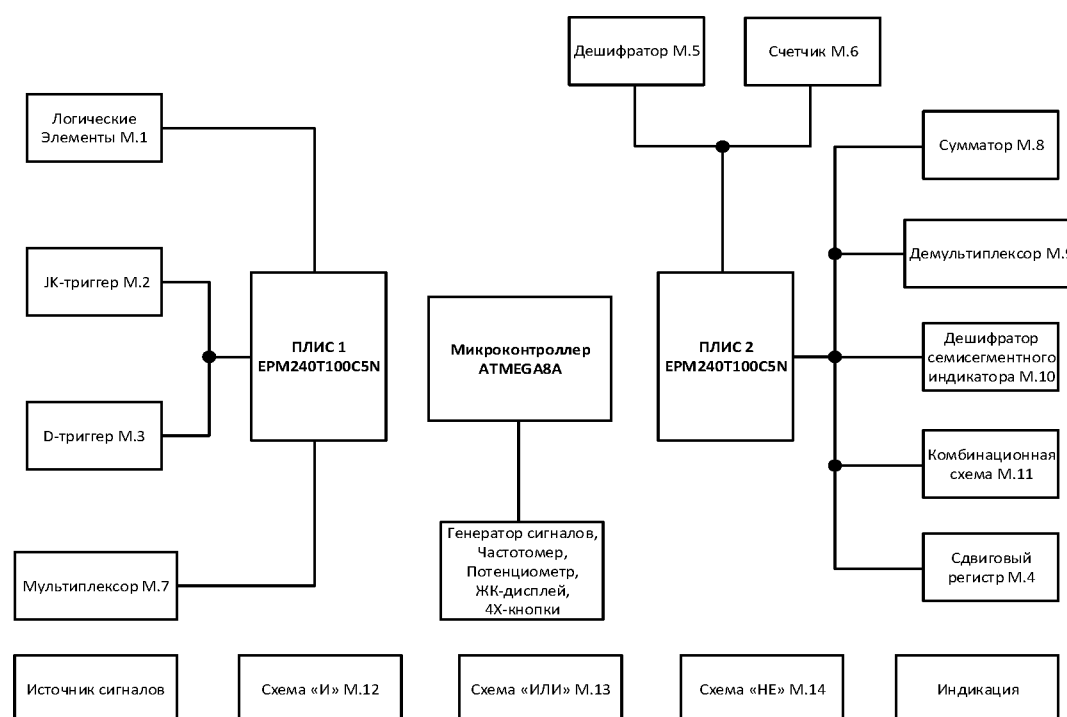 Дешифратор М.5
Счетчик М.6
Логические
Элементы М.1
Сумматор М.8
JK-триггер М.2
Демультиплексор М.9
ПЛИС 1
EPM240T100C5N
Микроконтроллер
ATMEGA8A
ПЛИС 2
EPM240T100C5N
Дешифратор
семисегментного
индикатора М.10
D-триггер М.3
Комбинационная
схема М.11
Генератор сигналов,
Частотомер,
Потенциометр,
ЖК-дисплей,
4Х-кнопки
Мультиплексор М.7
Сдвиговый
регистр М.4
Источник сигналов
Схема «И» М.12
Схема «ИЛИ» М.13
Схема «НЕ» М.14
Индикация